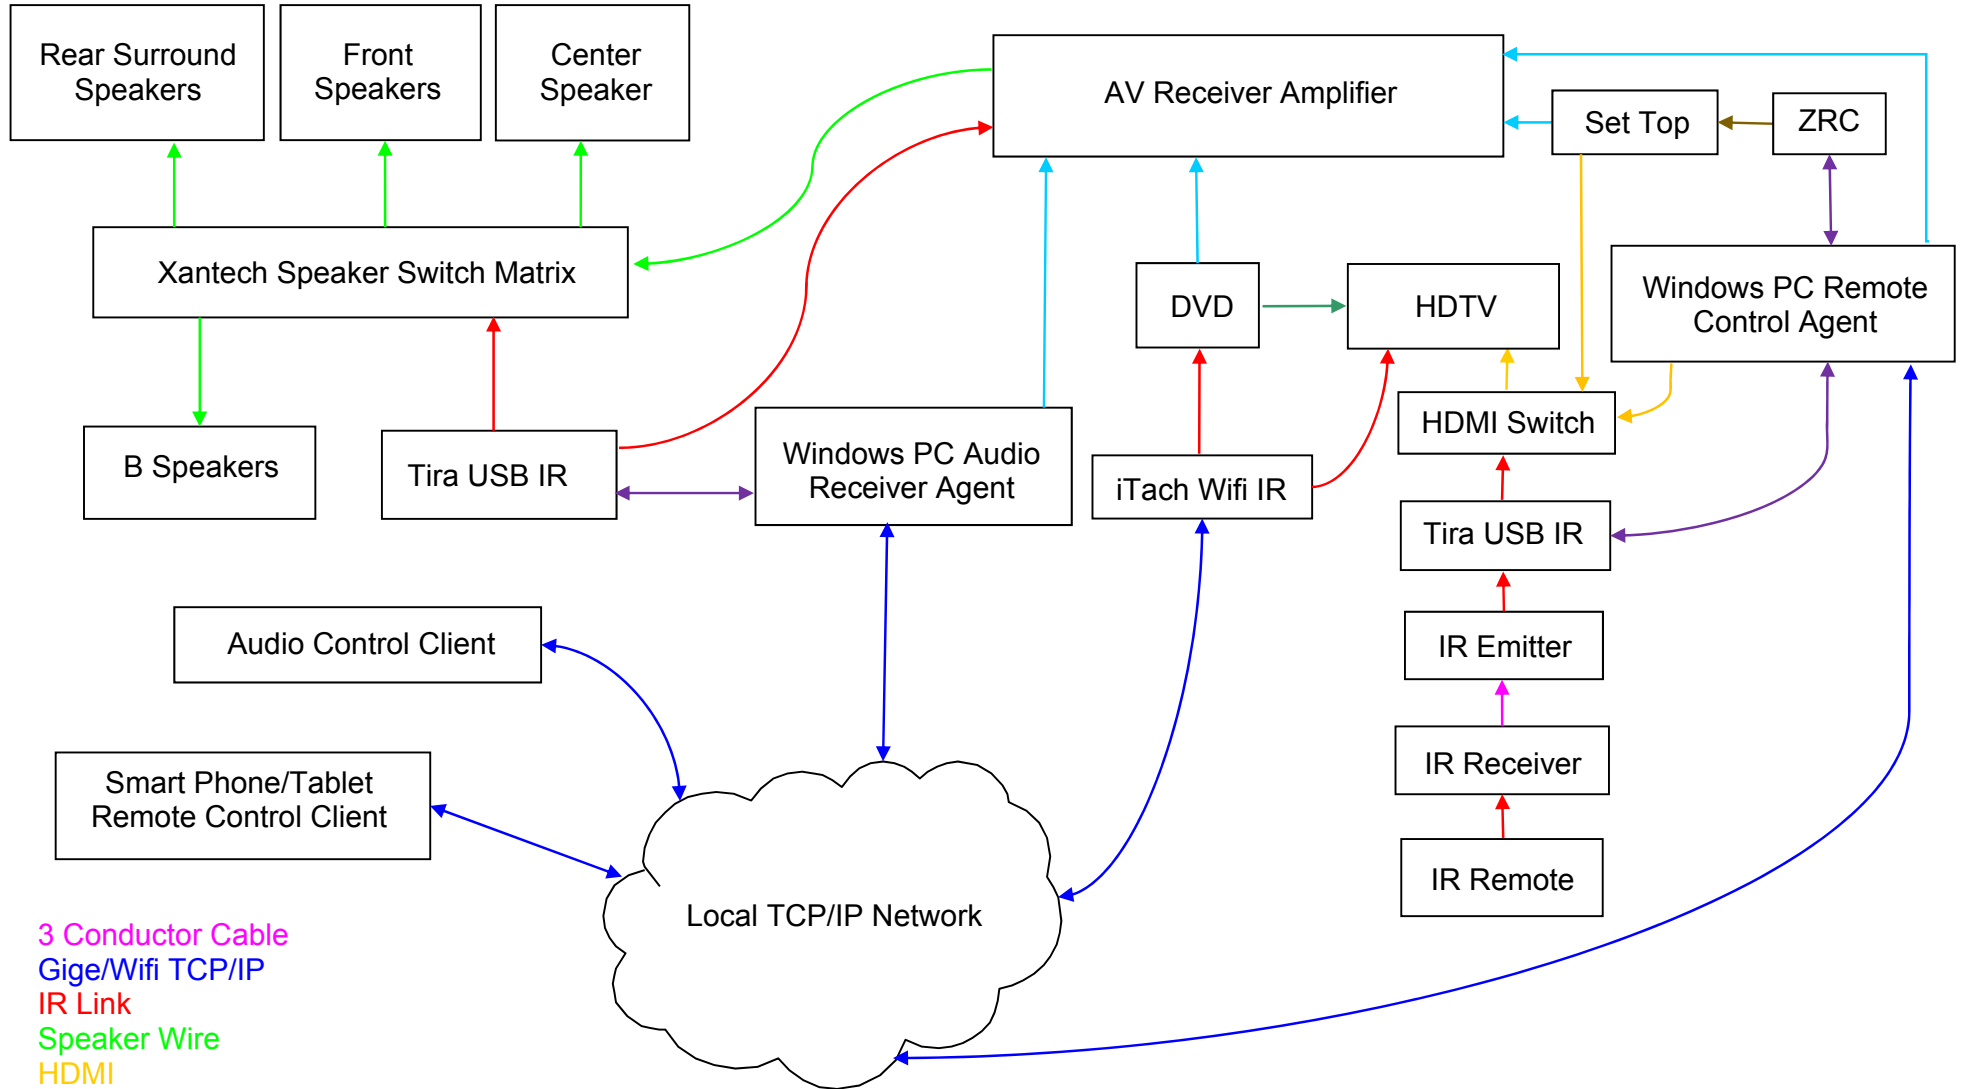 Rear Surround
Speakers
Front
Speakers
Center
Speaker
AV Receiver Amplifier
Set Top
ZRC
Xantech Speaker Switch Matrix
DVD
HDTV
Windows PC Remote
Control Agent
HDMI Switch
B Speakers
Tira USB IR
Windows PC Audio
Receiver Agent
iTach Wifi IR
Tira USB IR
Audio Control Client
IR Emitter
Smart Phone/Tablet
Remote Control Client
IR Receiver
IR Remote
Local TCP/IP Network
3 Conductor Cable
Gige/Wifi TCP/IP
IR Link
Speaker Wire
HDMI